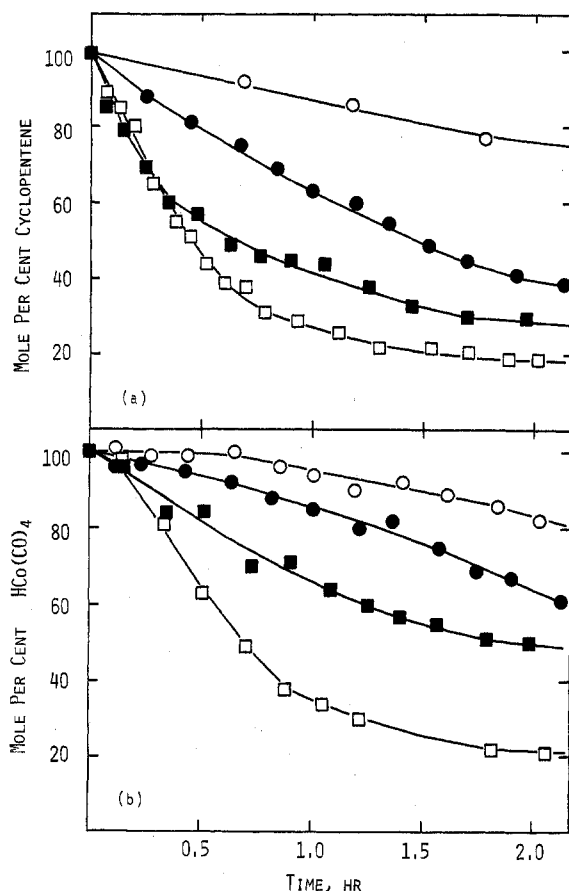 100
80
60
40
20
MOLE PER CENT CYCLOPENTENE
(a)
100
80
60
40
20
MOLE PER CENT HCo(CO)4
(b)
0.5 1.0 1.5 2.0
TIME, HR